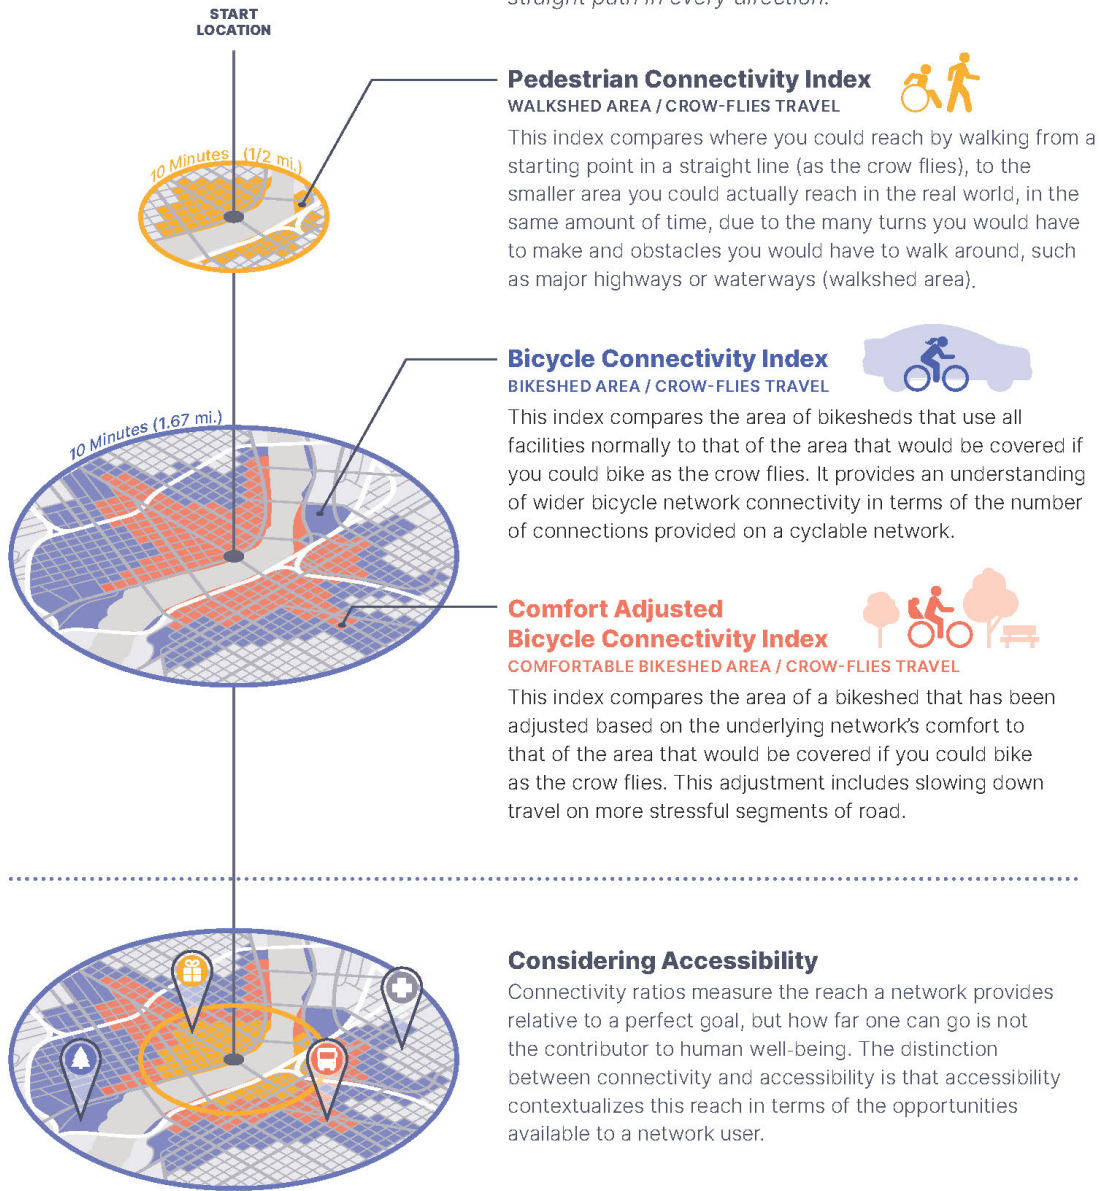 straight path in every direction.
START
LOCATION
Pedestrian Connectivity Index
WALKSHED AREA / CROW-FLIES TRAVEL
This index compares where you could reach by walking from a
starting point in a straight line (as the crow flies), to the
smaller area you could actually reach in the real world, in the
same amount of time, due to the many turns you would have
to make and obstacles you would have to walk around, such
as major highways or waterways (walkshed area).
10 Minutes (1/2 mi.)
Bicycle Connectivity Index
BIKESHED AREA / CROW-FLIES TRAVEL
This index compares the area of bikesheds that use all
facilities normally to that of the area that would be covered if
you could bike as the crow flies. It provides an understanding
of wider bicycle network connectivity in terms of the number
of connections provided on a cyclable network.
10 Minutes (1.67 mi.)
Comfort Adjusted
Bicycle Connectivity Index
COMFORTABLE BIKESHED AREA / CROW-FLIES TRAVEL
This index compares the area of a bikeshed that has been
adjusted based on the underlying network's comfort to
that of the area that would be covered if you could bike
as the crow flies. This adjustment includes slowing down
travel on more stressful segments of road.
Considering Accessibility
Connectivity ratios measure the reach a network provides
relative to a perfect goal, but how far one can go is not
the contributor to human well-being. The distinction
between connectivity and accessibility is that accessibility
contextualizes this reach in terms of the opportunities
available to a network user.